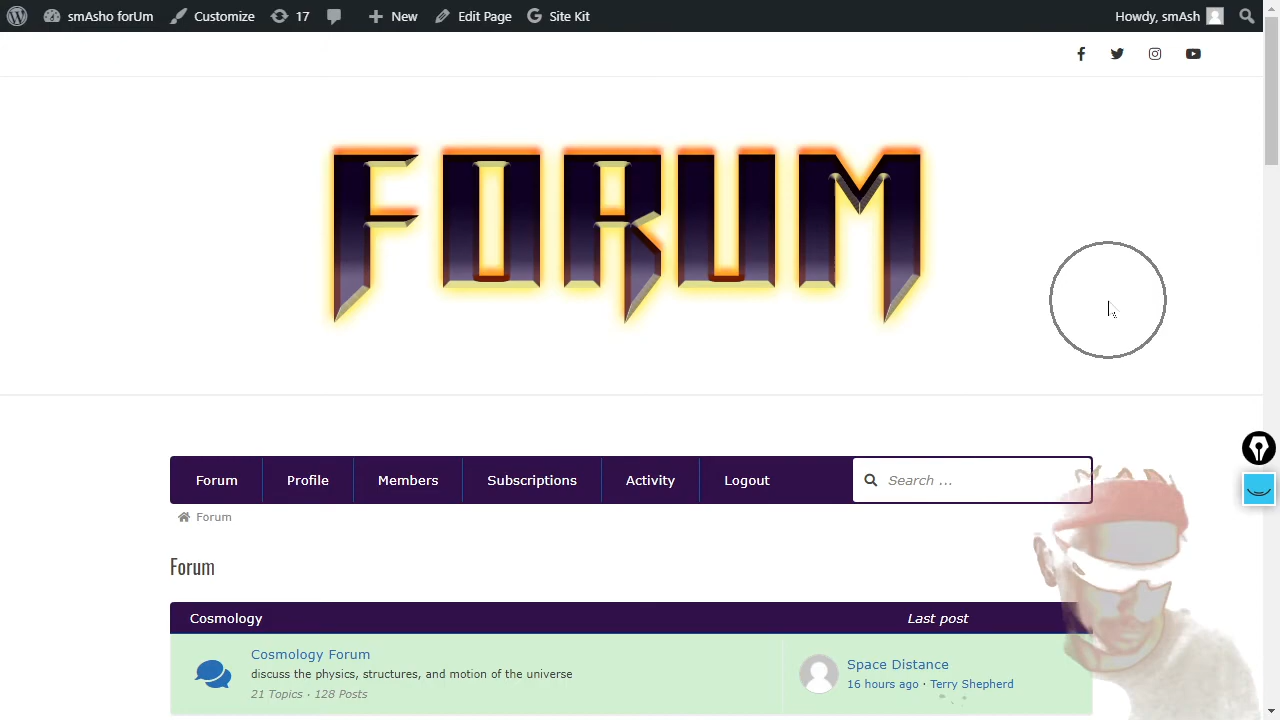 smAsho forUm Customize 17 New Edit Page Site Kit Howdy, smAsh
FORUM
Forum Profile Members Subscriptions Activity Logout Search ...
Forum
Forum
Cosmology Last post
Cosmology Forum
discuss the physics, structures, and motion of the universe
21 Topics · 128 Posts
Space Distance
16 hours ago · Terry Shepherd